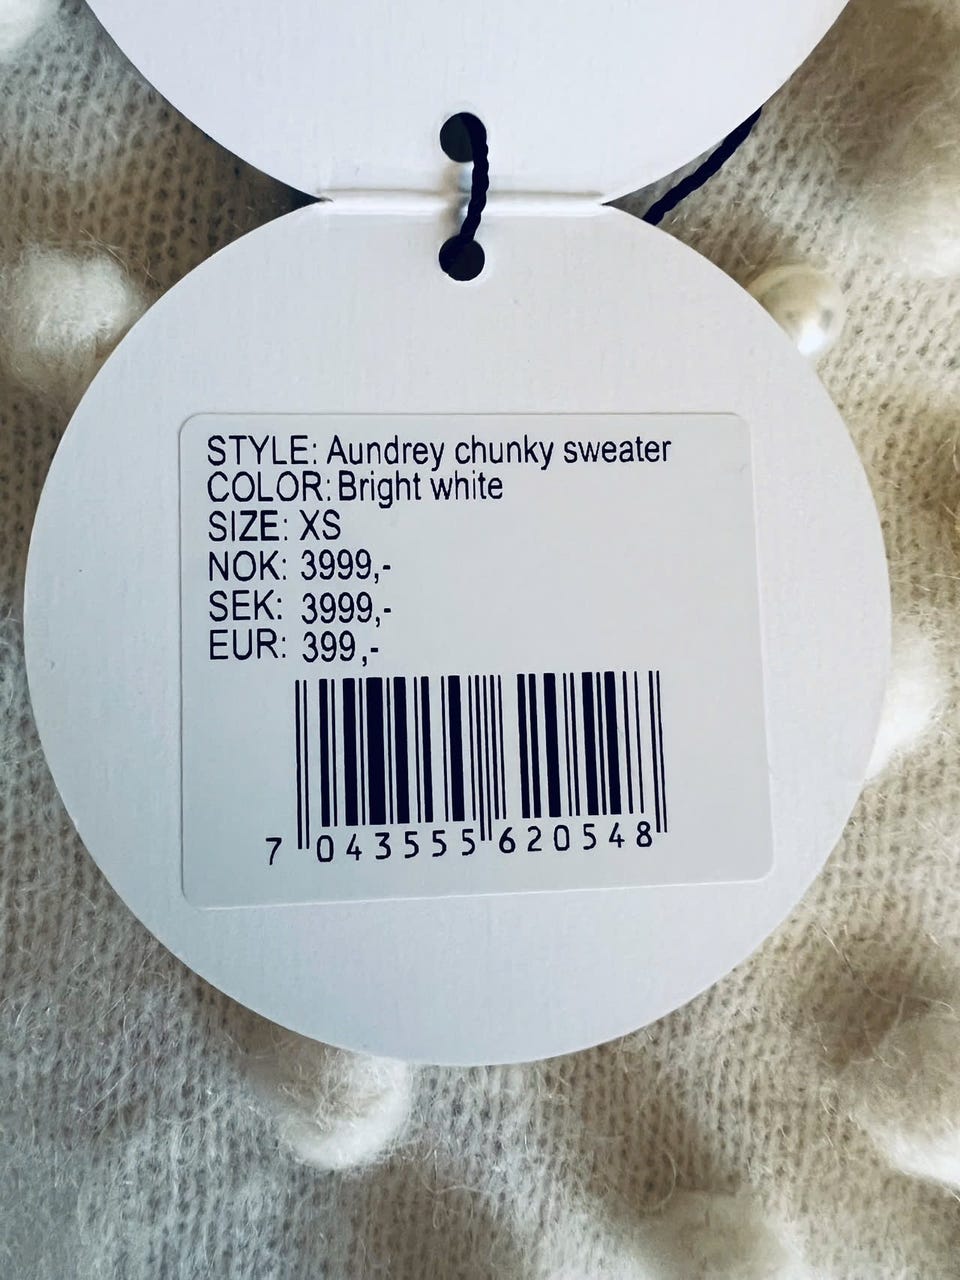 STYLE: Aundrey chunky sweater
COLOR: Bright white
SIZE: XS
NOK: 3999,-
SEK: 3999,-
EUR: 399,-
7 043555 620548